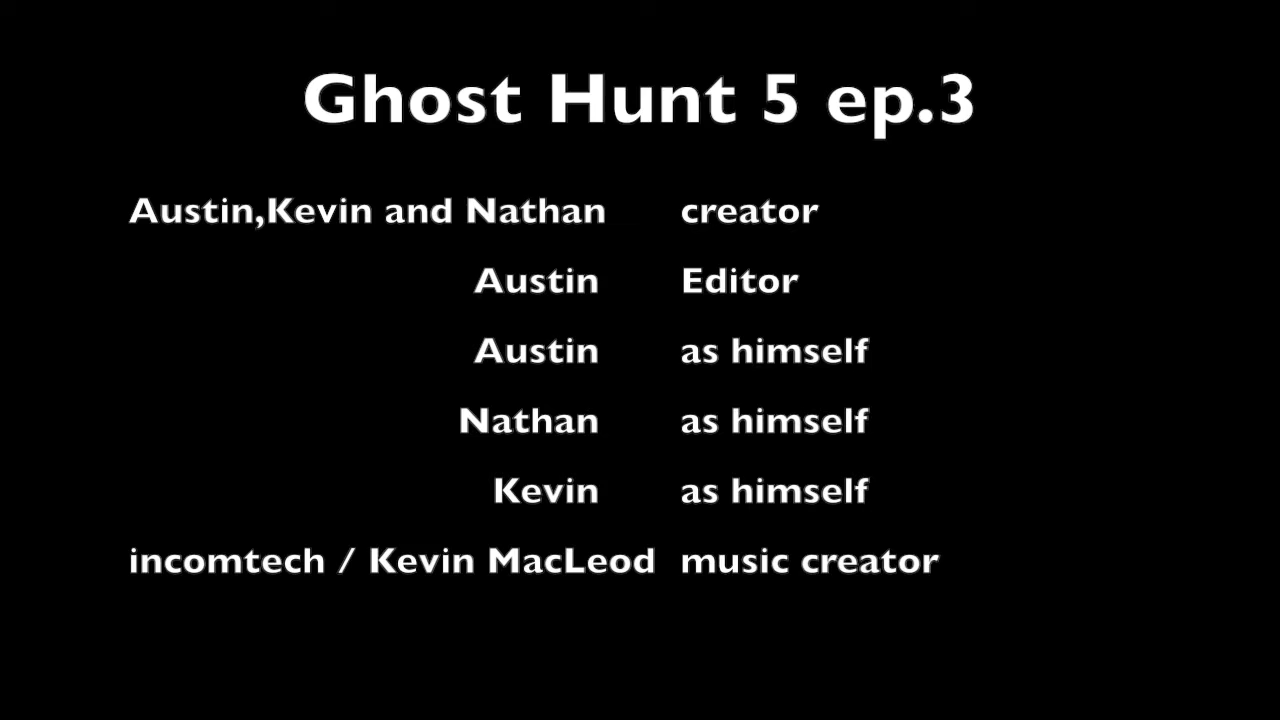 Ghost Hunt 5 ep.3
Austin,Kevin and Nathan creator
Austin Editor
Austin as himself
Nathan as himself
Kevin as himself
incomtech / Kevin MacLeod music creator